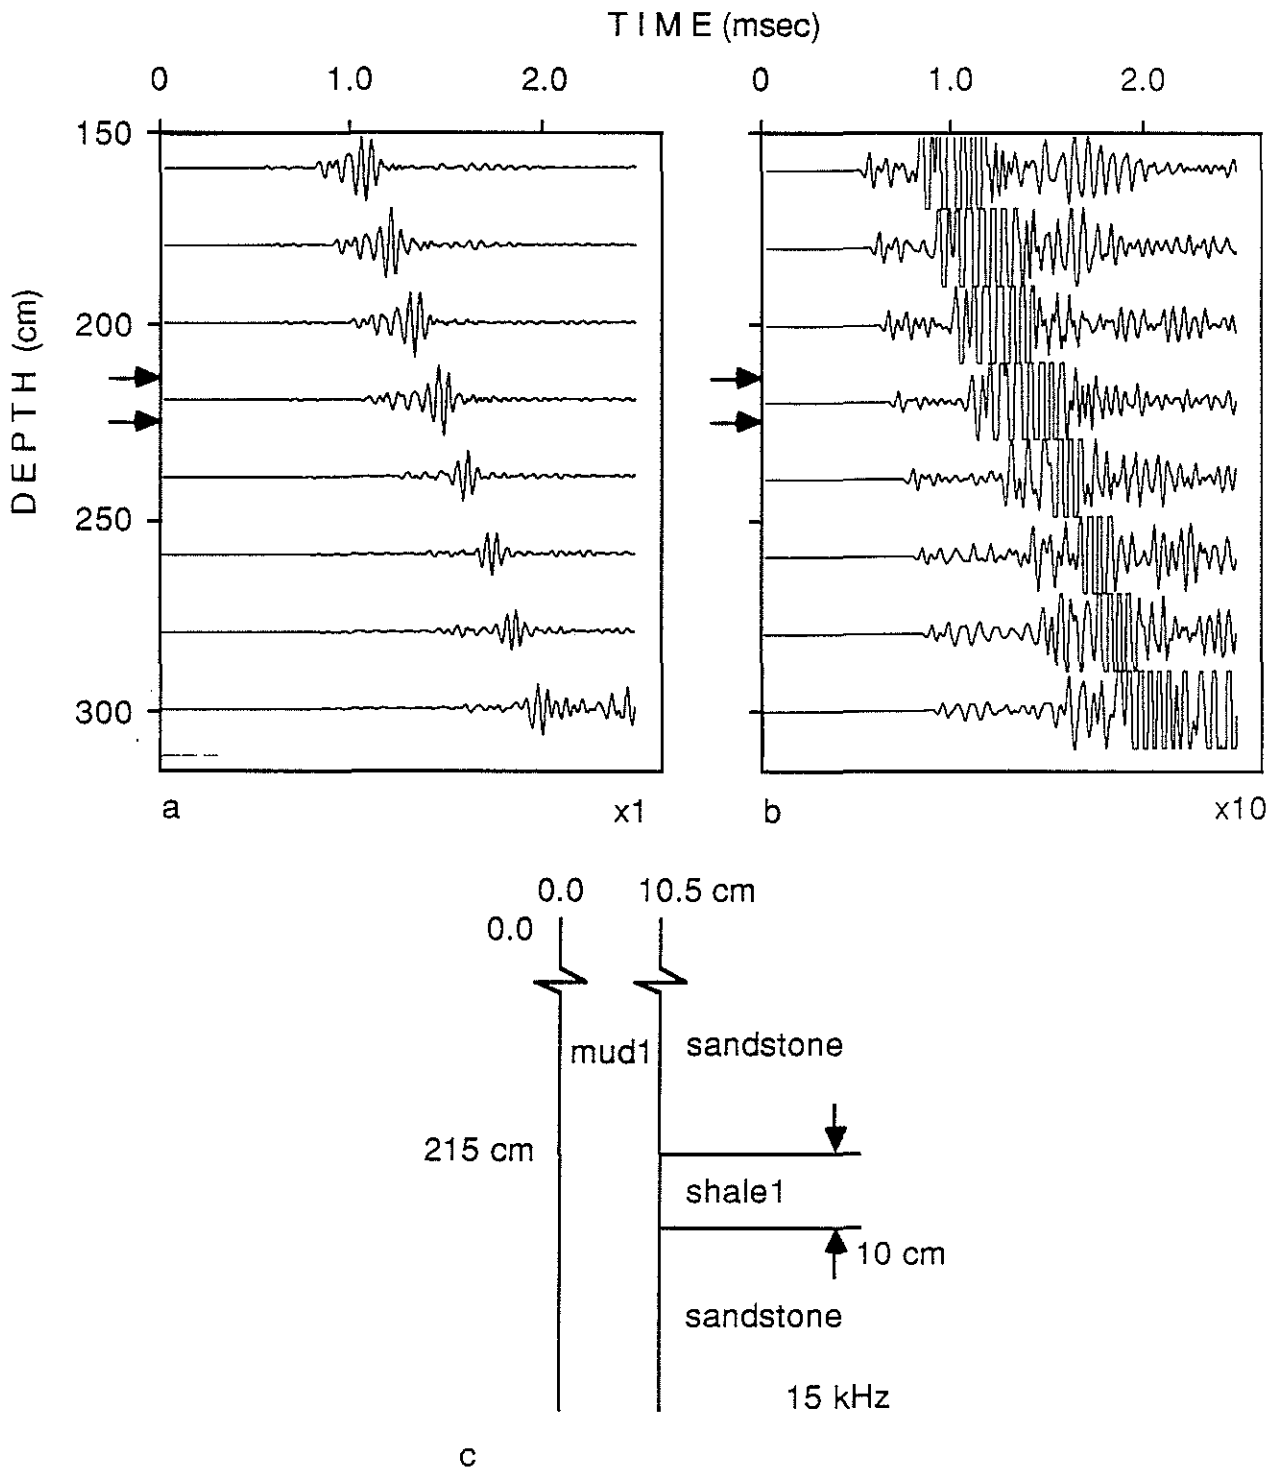 TIME (msec)
0 1.0 2.0 0 1.0 2.0
150
200
250
300
DEPTH (cm)
a x1 b x10
0.0 10.5 cm
0.0
mud1 sandstone
215 cm
shale1
10 cm
sandstone
15 kHz
c